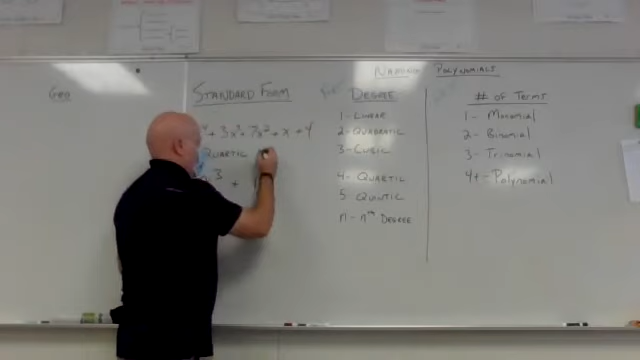 Geo
STANDARD FORM
+ 3x³ + 7x² + x + 4
QUARTIC
3 +
NAMING POLYNOMIALS
DEGREE
1 - LINEAR
2 - QUADRATIC
3 - CUBIC
4 - QUARTIC
5 QUINTIC
n - nᵗʰ DEGREE
# OF TERMS
1 - Monomial
2 - Binomial
3 - Trinomial
4+ - Polynomial